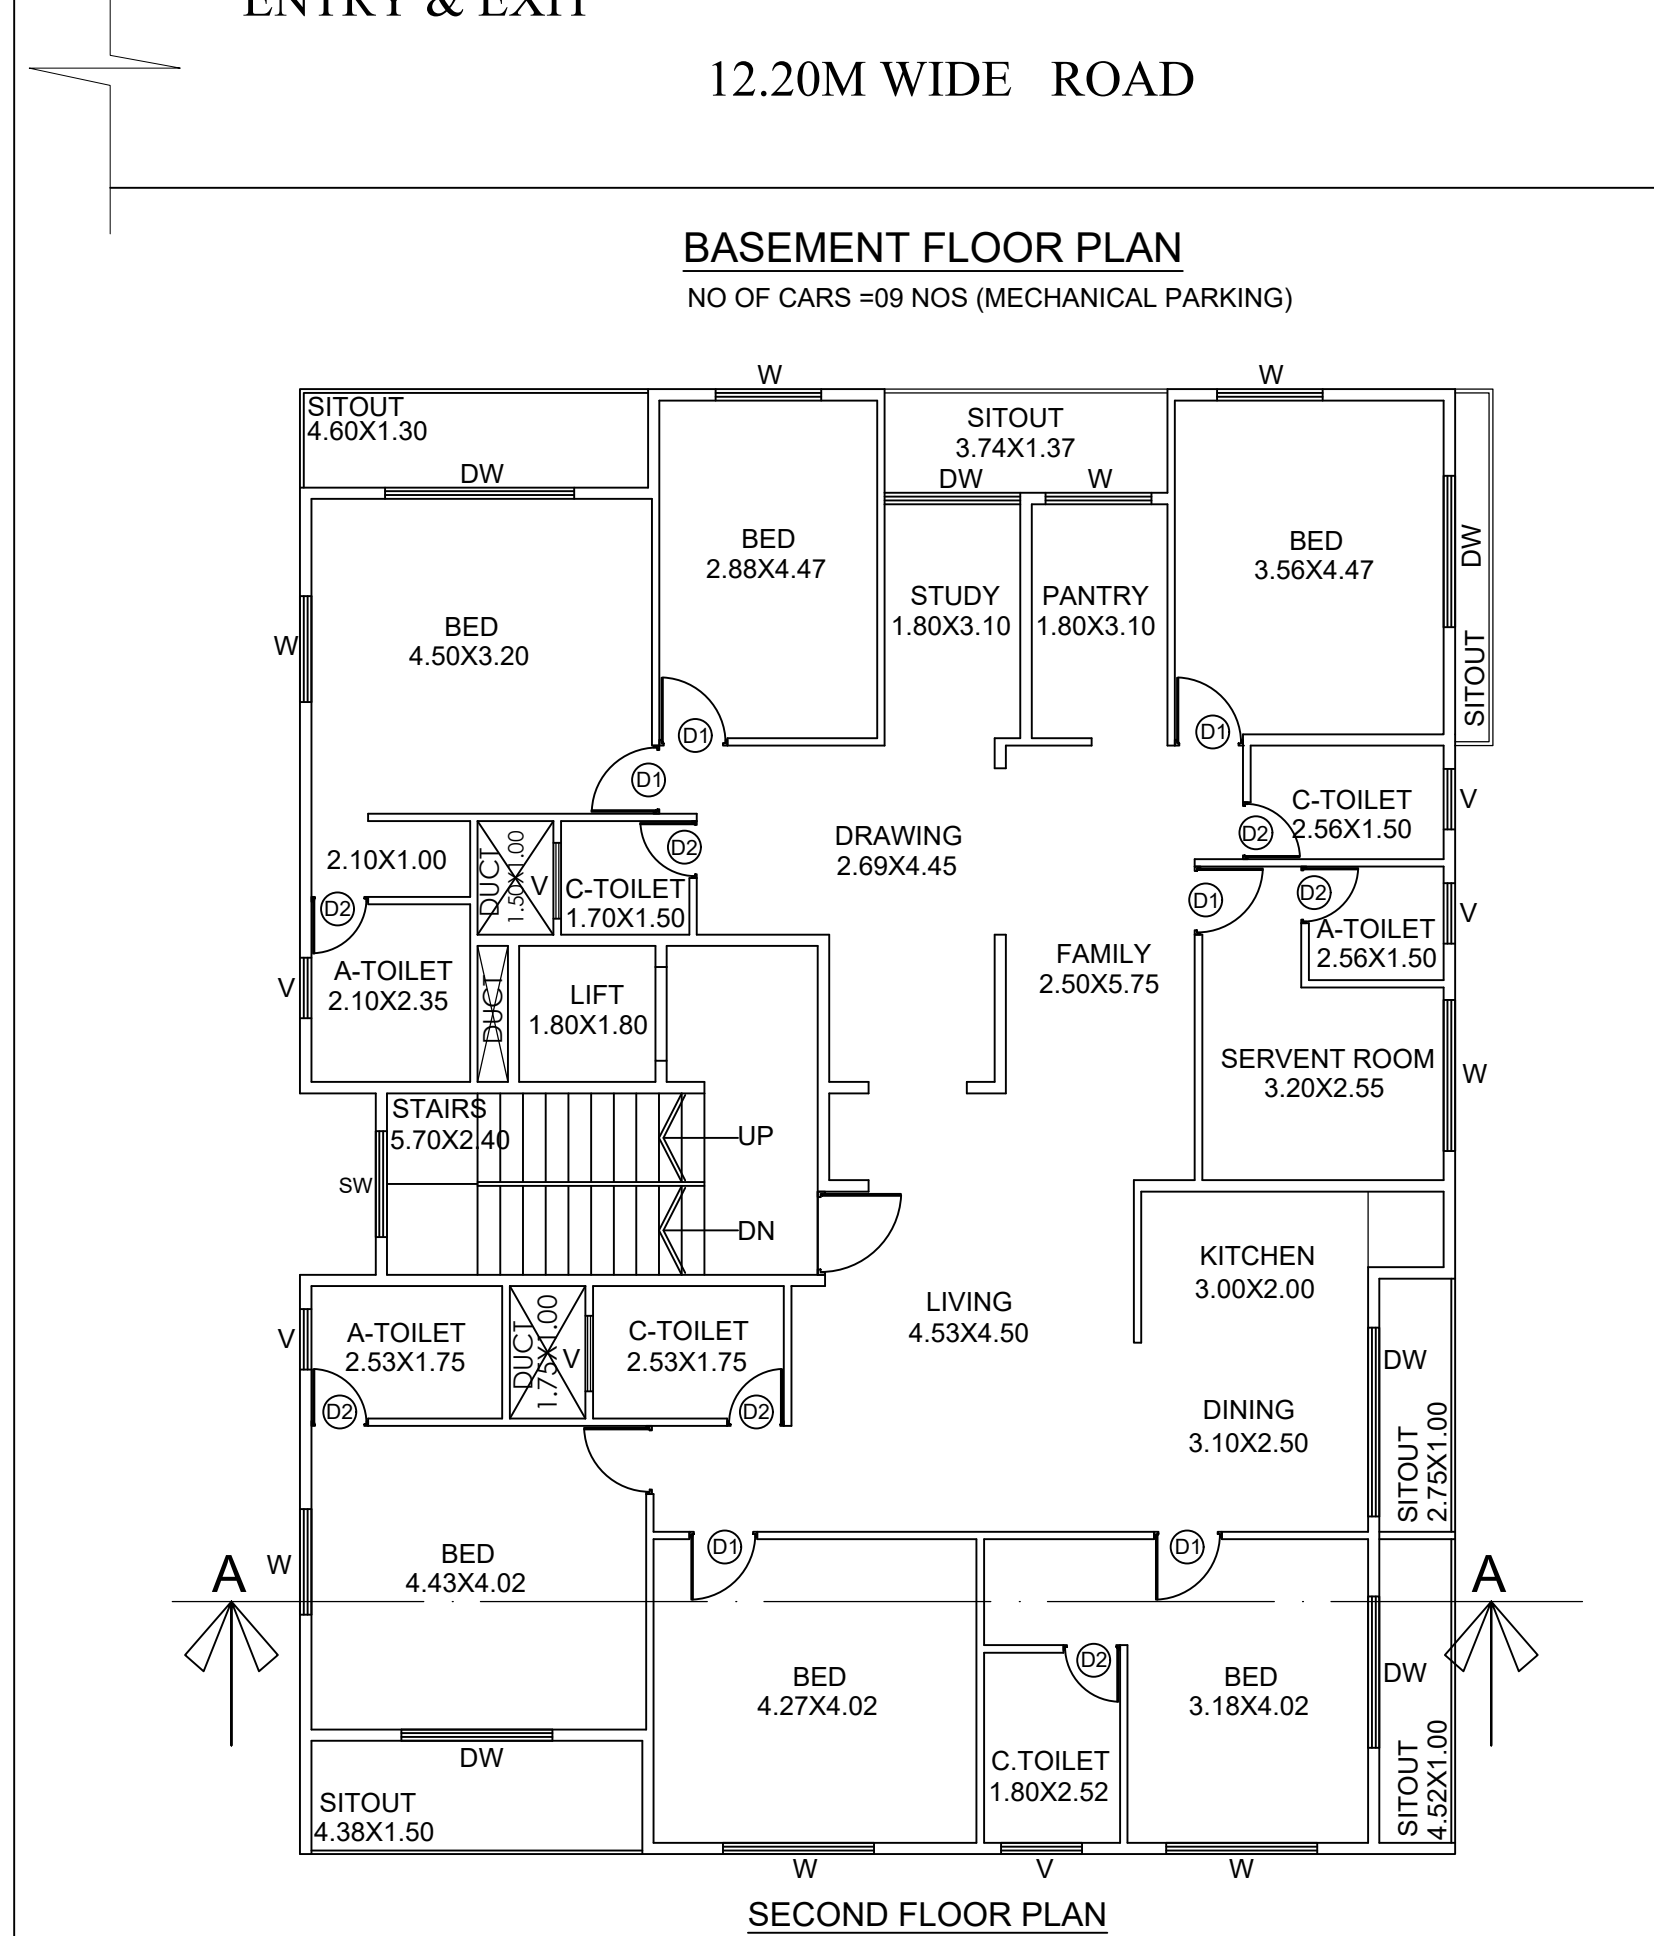 ENTRY & EXIT
12.20M WIDE ROAD
BASEMENT FLOOR PLAN
NO OF CARS =09 NOS (MECHANICAL PARKING)
W
W
SITOUT
4.60X1.30
DW
SITOUT
3.74X1.37
DW
W
BED
2.88X4.47
BED
3.56X4.47
DW
SITOUT
STUDY
1.80X3.10
PANTRY
1.80X3.10
W
BED
4.50X3.20
D1
D1
D1
C-TOILET
2.56X1.50
V
D2
DRAWING
2.69X4.45
2.10X1.00
DUCT
1.50X1.00
V
D2
C-TOILET
1.70X1.50
D2
D1
D2
V
A-TOILET
2.56X1.50
FAMILY
2.50X5.75
V
A-TOILET
2.10X2.35
DUCT
LIFT
1.80X1.80
SERVENT ROOM
3.20X2.55
W
STAIRS
5.70X2.40
UP
SW
DN
KITCHEN
3.00X2.00
LIVING
4.53X4.50
V
A-TOILET
2.53X1.75
DUCT
1.75X1.00
V
C-TOILET
2.53X1.75
DW
D2
D2
DINING
3.10X2.50
SITOUT
2.75X1.00
D1
D1
A
W
BED
4.43X4.02
A
D2
BED
4.27X4.02
BED
3.18X4.02
DW
DW
C.TOILET
1.80X2.52
SITOUT
4.52X1.00
SITOUT
4.38X1.50
W
V
W
SECOND FLOOR PLAN